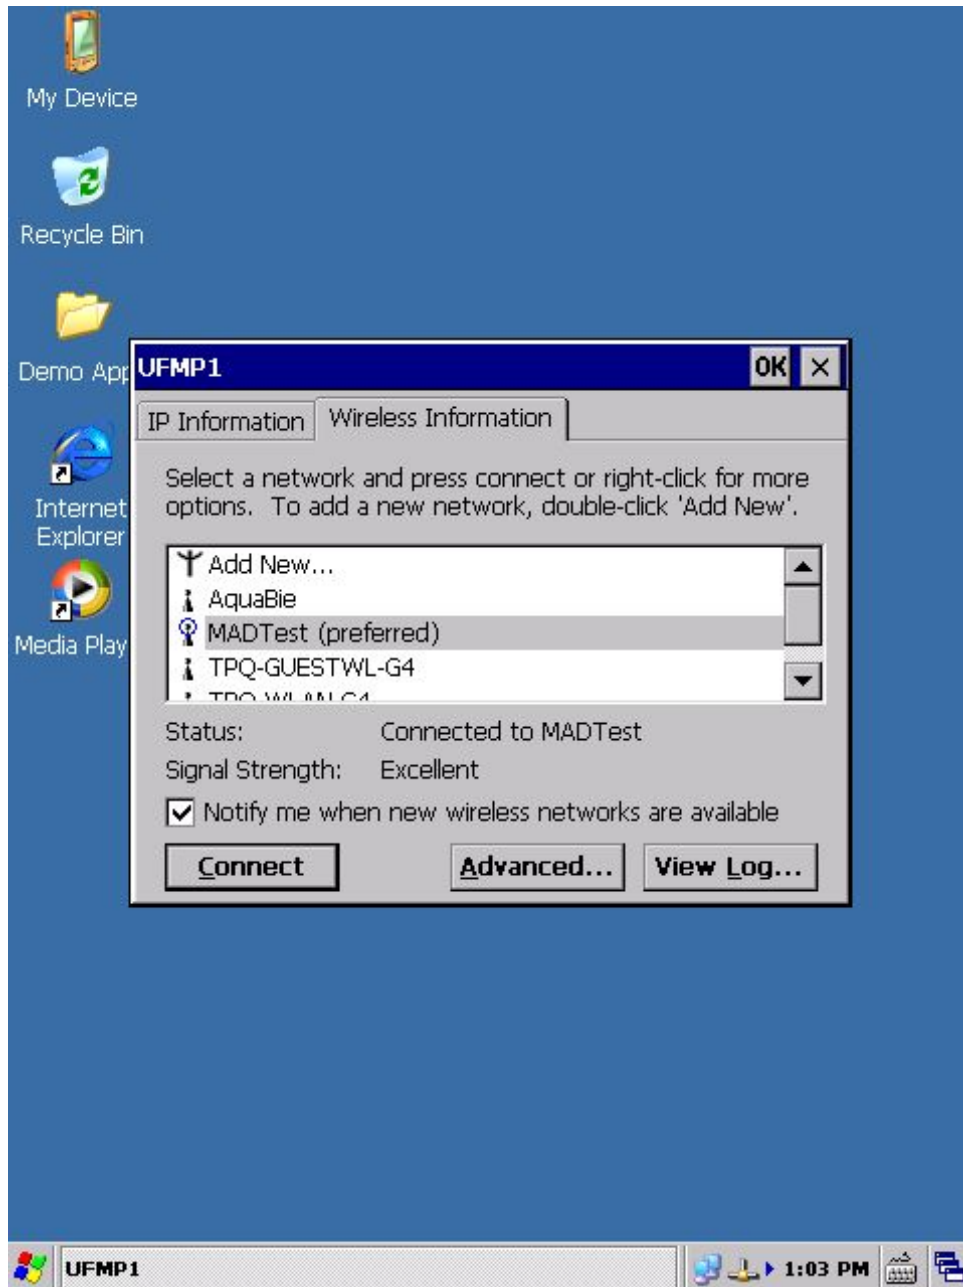 My Device
Recycle Bin
Demo App
Internet
Explorer
Media Play
UFMP1
OK
IP Information
Wireless Information
Select a network and press connect or right-click for more
options. To add a new network, double-click 'Add New'.
Add New...
AquaBie
MADTest (preferred)
TPQ-GUESTWL-G4
TPQ-WLAN-G4
Status: Connected to MADTest
Signal Strength: Excellent
Notify me when new wireless networks are available
Connect
Advanced...
View Log...
UFMP1
1:03 PM